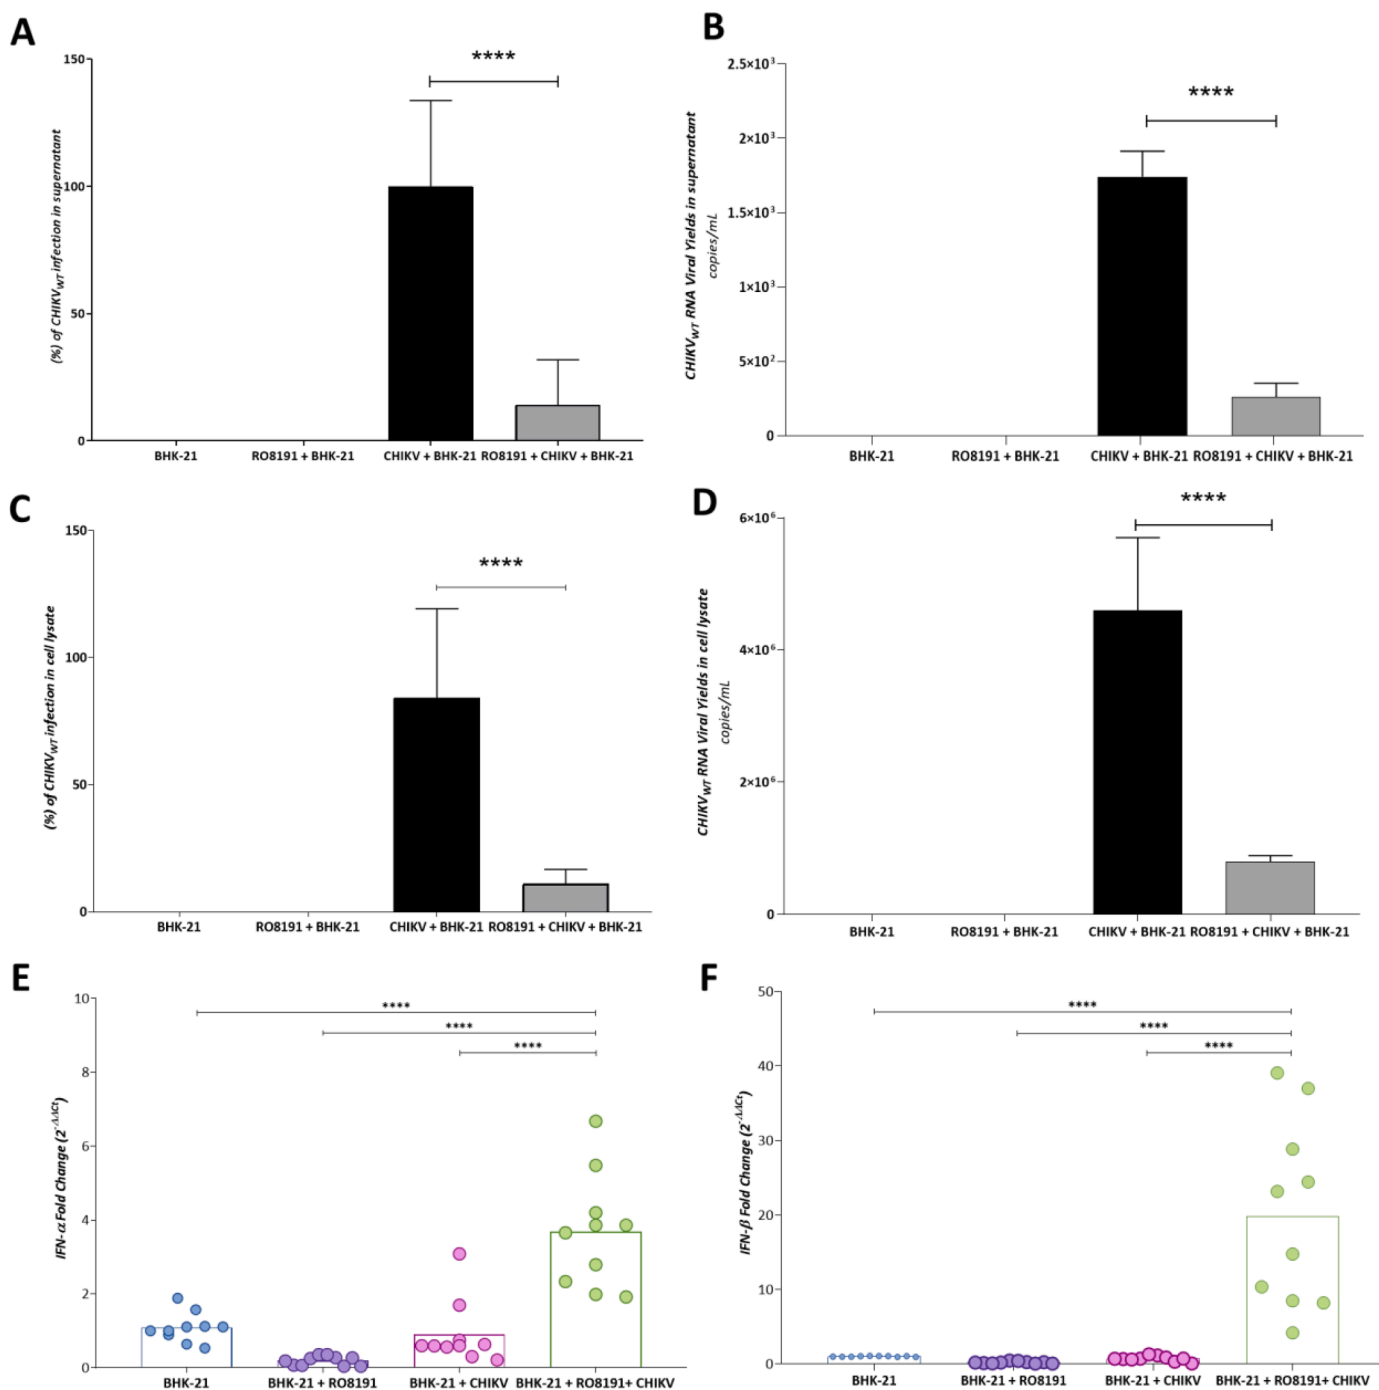 A
(%) of CHIKVWT infection in supernatant
150
100
50
0
****
BHK-21
RO8191 + BHK-21
CHIKV + BHK-21
RO8191 + CHIKV + BHK-21
B
CHIKVWT RNA Viral Yields in supernatant
copies/mL
2.5×10³
2×10³
1.5×10³
1×10³
5×10²
0
****
BHK-21
RO8191 + BHK-21
CHIKV + BHK-21
RO8191 + CHIKV + BHK-21
C
(%) of CHIKVWT infection in cell lysate
150
100
50
0
****
BHK-21
RO8191 + BHK-21
CHIKV + BHK-21
RO8191 + CHIKV + BHK-21
D
CHIKVWT RNA Viral Yields in cell lysate
copies/mL
6×10⁶
4×10⁶
2×10⁶
0
****
BHK-21
RO8191 + BHK-21
CHIKV + BHK-21
RO8191 + CHIKV + BHK-21
E
IFN-α Fold Change (2^-ΔΔCt)
10
8
6
4
2
0
****
****
****
BHK-21
BHK-21 + RO8191
BHK-21 + CHIKV
BHK-21 + RO8191+ CHIKV
F
IFN-β Fold Change (2^-ΔΔCt)
50
40
30
20
10
0
****
****
****
BHK-21
BHK-21 + RO8191
BHK-21 + CHIKV
BHK-21 + RO8191+ CHIKV